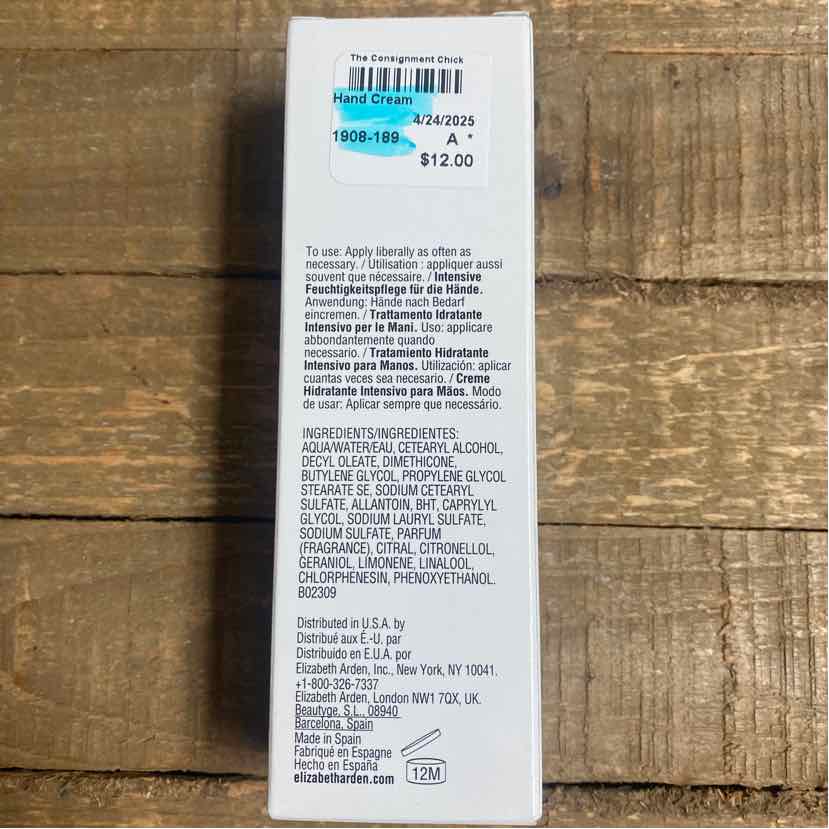 The Consignment Chick
Hand Cream
4/24/2025
1908-189 A *
$12.00
To use: Apply liberally as often as
necessary. / Utilisation : appliquer aussi
souvent que nécessaire. / Intensive
Feuchtigkeitspflege für die Hände.
Anwendung: Hände nach Bedarf
eincremen. / Trattamento Idratante
Intensivo per le Mani. Uso: applicare
abbondantemente quando
necessario. / Tratamiento Hidratante
Intensivo para Manos. Utilización: aplicar
cuantas veces sea necesario. / Creme
Hidratante Intensivo para Mãos. Modo
de usar: Aplicar sempre que necessário.
INGREDIENTS/INGREDIENTES:
AQUA/WATER/EAU, CETEARYL ALCOHOL,
DECYL OLEATE, DIMETHICONE,
BUTYLENE GLYCOL, PROPYLENE GLYCOL
STEARATE SE, SODIUM CETEARYL
SULFATE, ALLANTOIN, BHT, CAPRYLYL
GLYCOL, SODIUM LAURYL SULFATE,
SODIUM SULFATE, PARFUM
(FRAGRANCE), CITRAL, CITRONELLOL,
GERANIOL, LIMONENE, LINALOOL,
CHLORPHENESIN, PHENOXYETHANOL.
B02309
Distributed in U.S.A. by
Distribué aux É.-U. par
Distribuido en E.U.A. por
Elizabeth Arden, Inc., New York, NY 10041.
+1-800-326-7337
Elizabeth Arden, London NW1 7QX, UK.
Beautyge, S.L., 08940
Barcelona, Spain
Made in Spain
Fabriqué en Espagne
Hecho en España
elizabetharden.com
12M